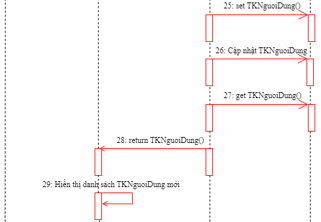 25: set TKNguoiDung()
26: Cập nhật TKNguoiDung
27: get TKNguoiDung()
28: return TKNguoiDung()
29: Hiển thị danh sách TKNguoiDung mới